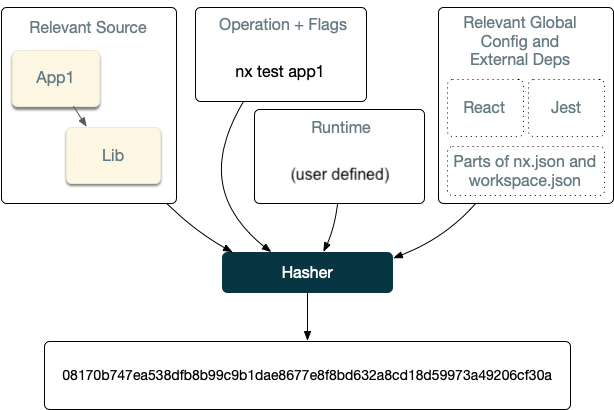 Relevant Source
App1
Lib
Operation + Flags
nx test app1
Runtime
(user defined)
Relevant Global
Config and
External Deps
React
Jest
Parts of nx.json and
workspace.json
Hasher
08170b747ea538dfb8b99c9b1dae8677e8f8bd632a8cd18d59973a49206cf30a